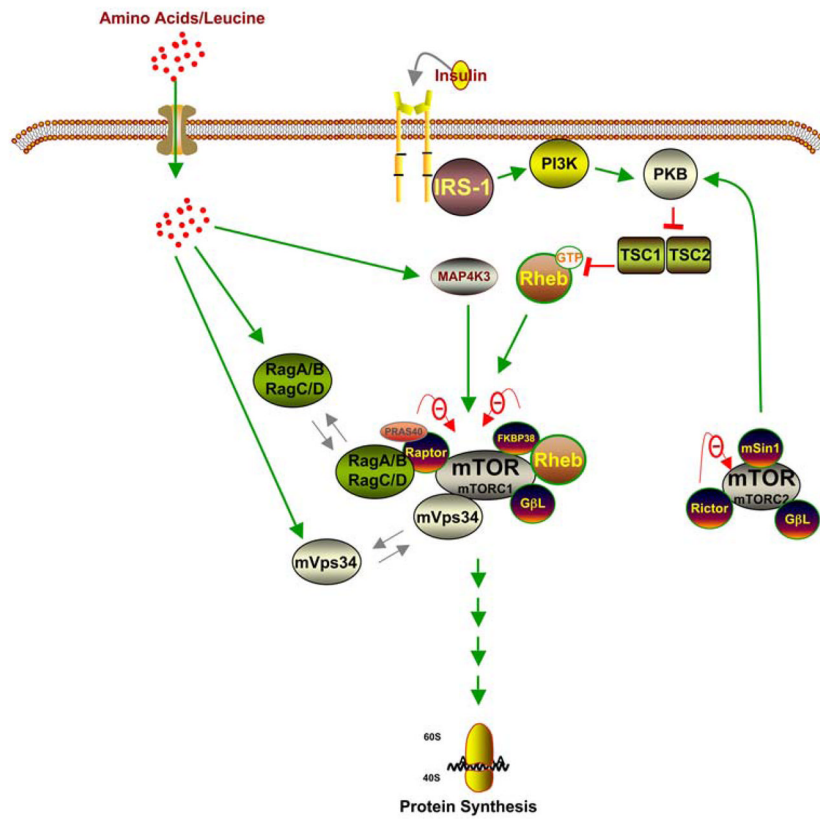 Amino Acids/Leucine
Insulin
IRS-1
PI3K
PKB
TSC1 TSC2
GTP
Rheb
MAP4K3
RagA/B
RagC/D
PRAS40
Raptor
RagA/B
RagC/D
mTOR
mTORC1
FKBP38
Rheb
GβL
mVps34
mVps34
mSin1
mTOR
mTORC2
Rictor
GβL
60S
40S
Protein Synthesis